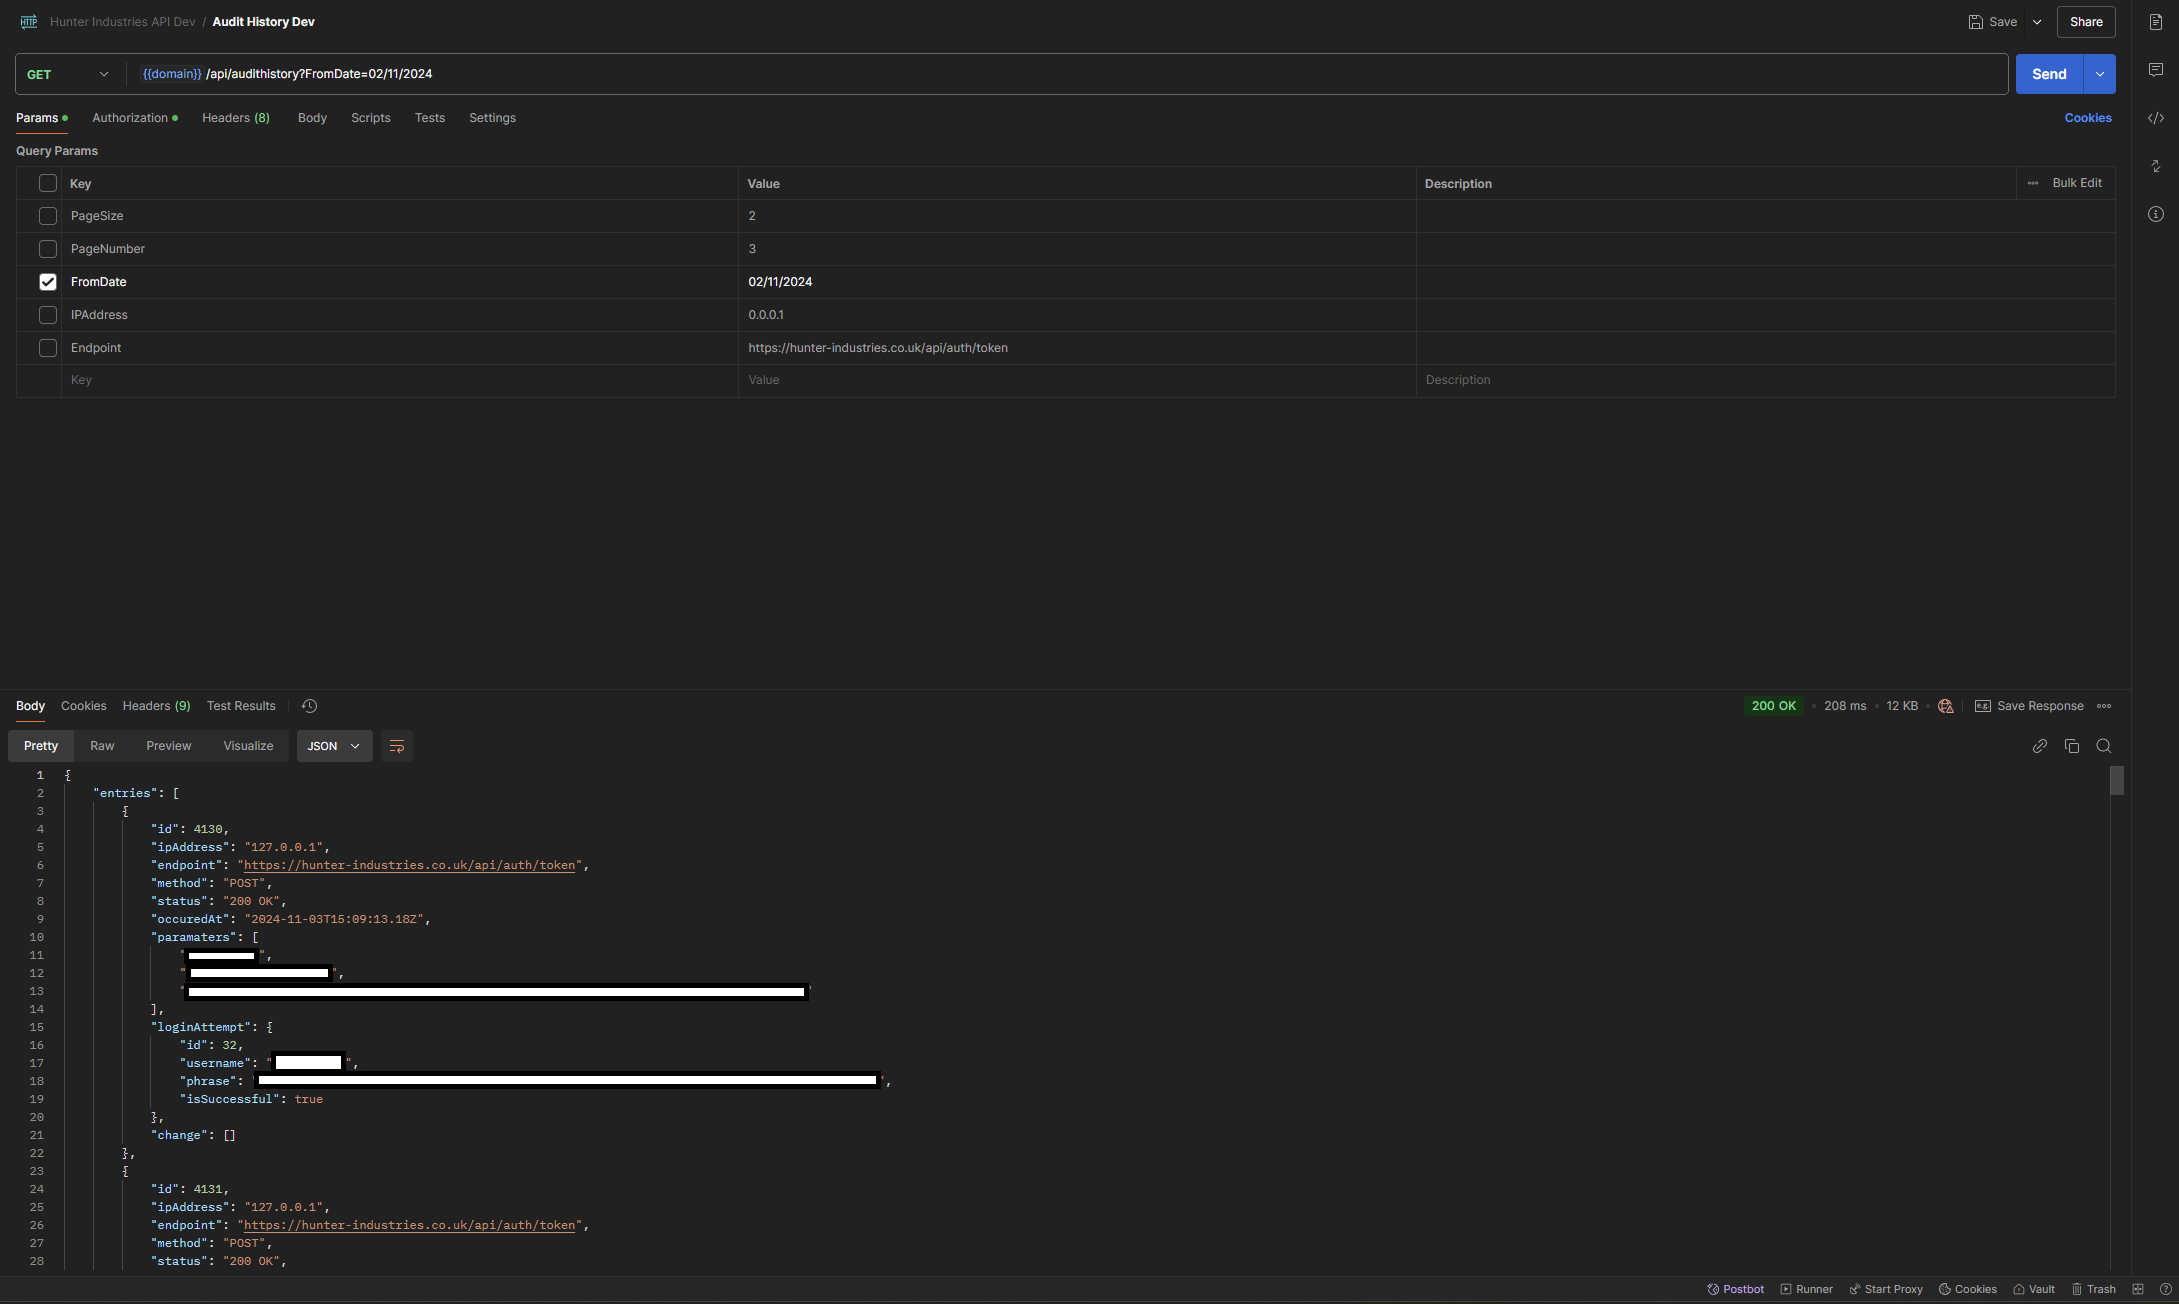 HTTP Hunter Industries API Dev / Audit History Dev Save Share
GET {{domain}} /api/audithistory?FromDate=02/11/2024 Send
Params Authorization Headers (8) Body Scripts Tests Settings Cookies
Query Params
Key Value Description Bulk Edit
PageSize 2
PageNumber 3
FromDate 02/11/2024
IPAddress 0.0.0.1
Endpoint https://hunter-industries.co.uk/api/auth/token
Key Value Description
Body Cookies Headers (9) Test Results 200 OK 208 ms 12 KB e.g. Save Response
Pretty Raw Preview Visualize JSON
1 {
2 "entries": [
3 {
4 "id": 4130,
5 "ipAddress": "127.0.0.1",
6 "endpoint": "https://hunter-industries.co.uk/api/auth/token",
7 "method": "POST",
8 "status": "200 OK",
9 "occuredAt": "2024-11-03T15:09:13.18Z",
10 "paramaters": [
11 "",
12 "",
13 "
14 ],
15 "loginAttempt": {
16 "id": 32,
17 "username": "",
18 "phrase": ",
19 "isSuccessful": true
20 },
21 "change": []
22 },
23 {
24 "id": 4131,
25 "ipAddress": "127.0.0.1",
26 "endpoint": "https://hunter-industries.co.uk/api/auth/token",
27 "method": "POST",
28 "status": "200 OK",
Postbot Runner Start Proxy Cookies Vault Trash